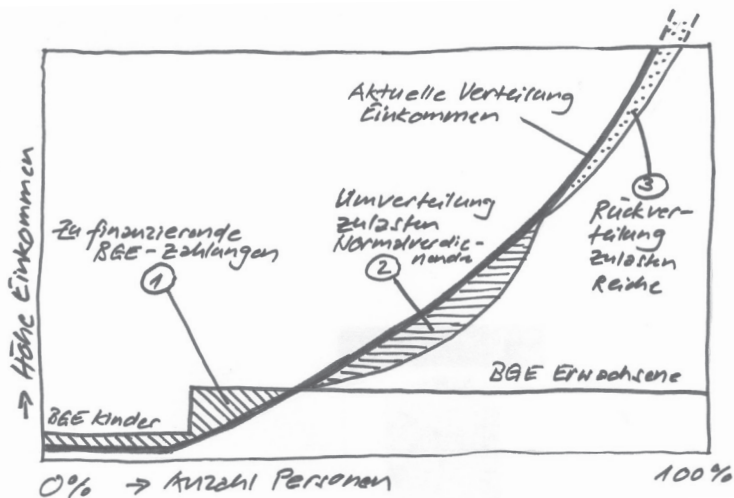 Aktuelle Verteilung
Einkommen
Umverteilung
zulasten
Normalverdie-
nende
2
3
Rückver-
teilung
zulasten
Reiche
Zu finanzierende
BGE-Zahlungen
1
→ Höhe Einkommen
BGE Kinder
BGE Erwachsene
0% → Anzahl Personen
100%